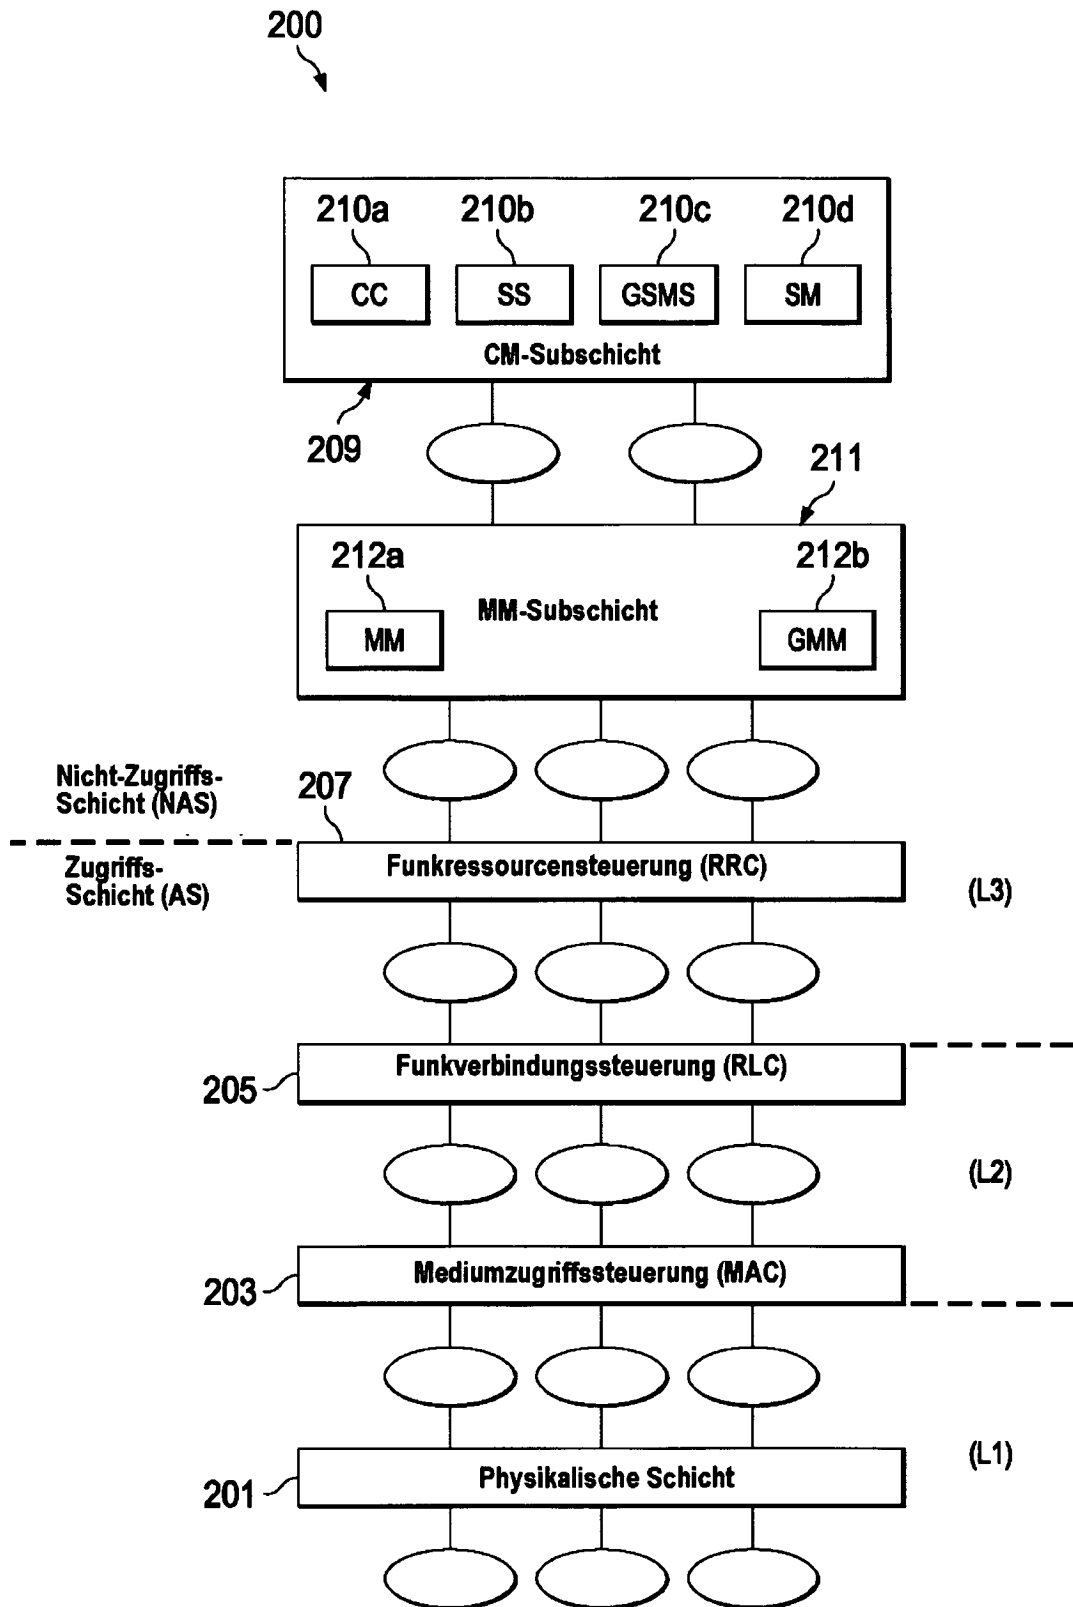 200
210a
210b
210c
210d
CC
SS
GSMS
SM
CM-Subschicht
209
211
212a
212b
MM-Subschicht
MM
GMM
Nicht-Zugriffs-
Schicht (NAS)
207
Zugriffs-
Schicht (AS)
Funkressourcensteuerung (RRC)
(L3)
Funkverbindungssteuerung (RLC)
205
(L2)
Mediumzugriffssteuerung (MAC)
203
(L1)
Physikalische Schicht
201